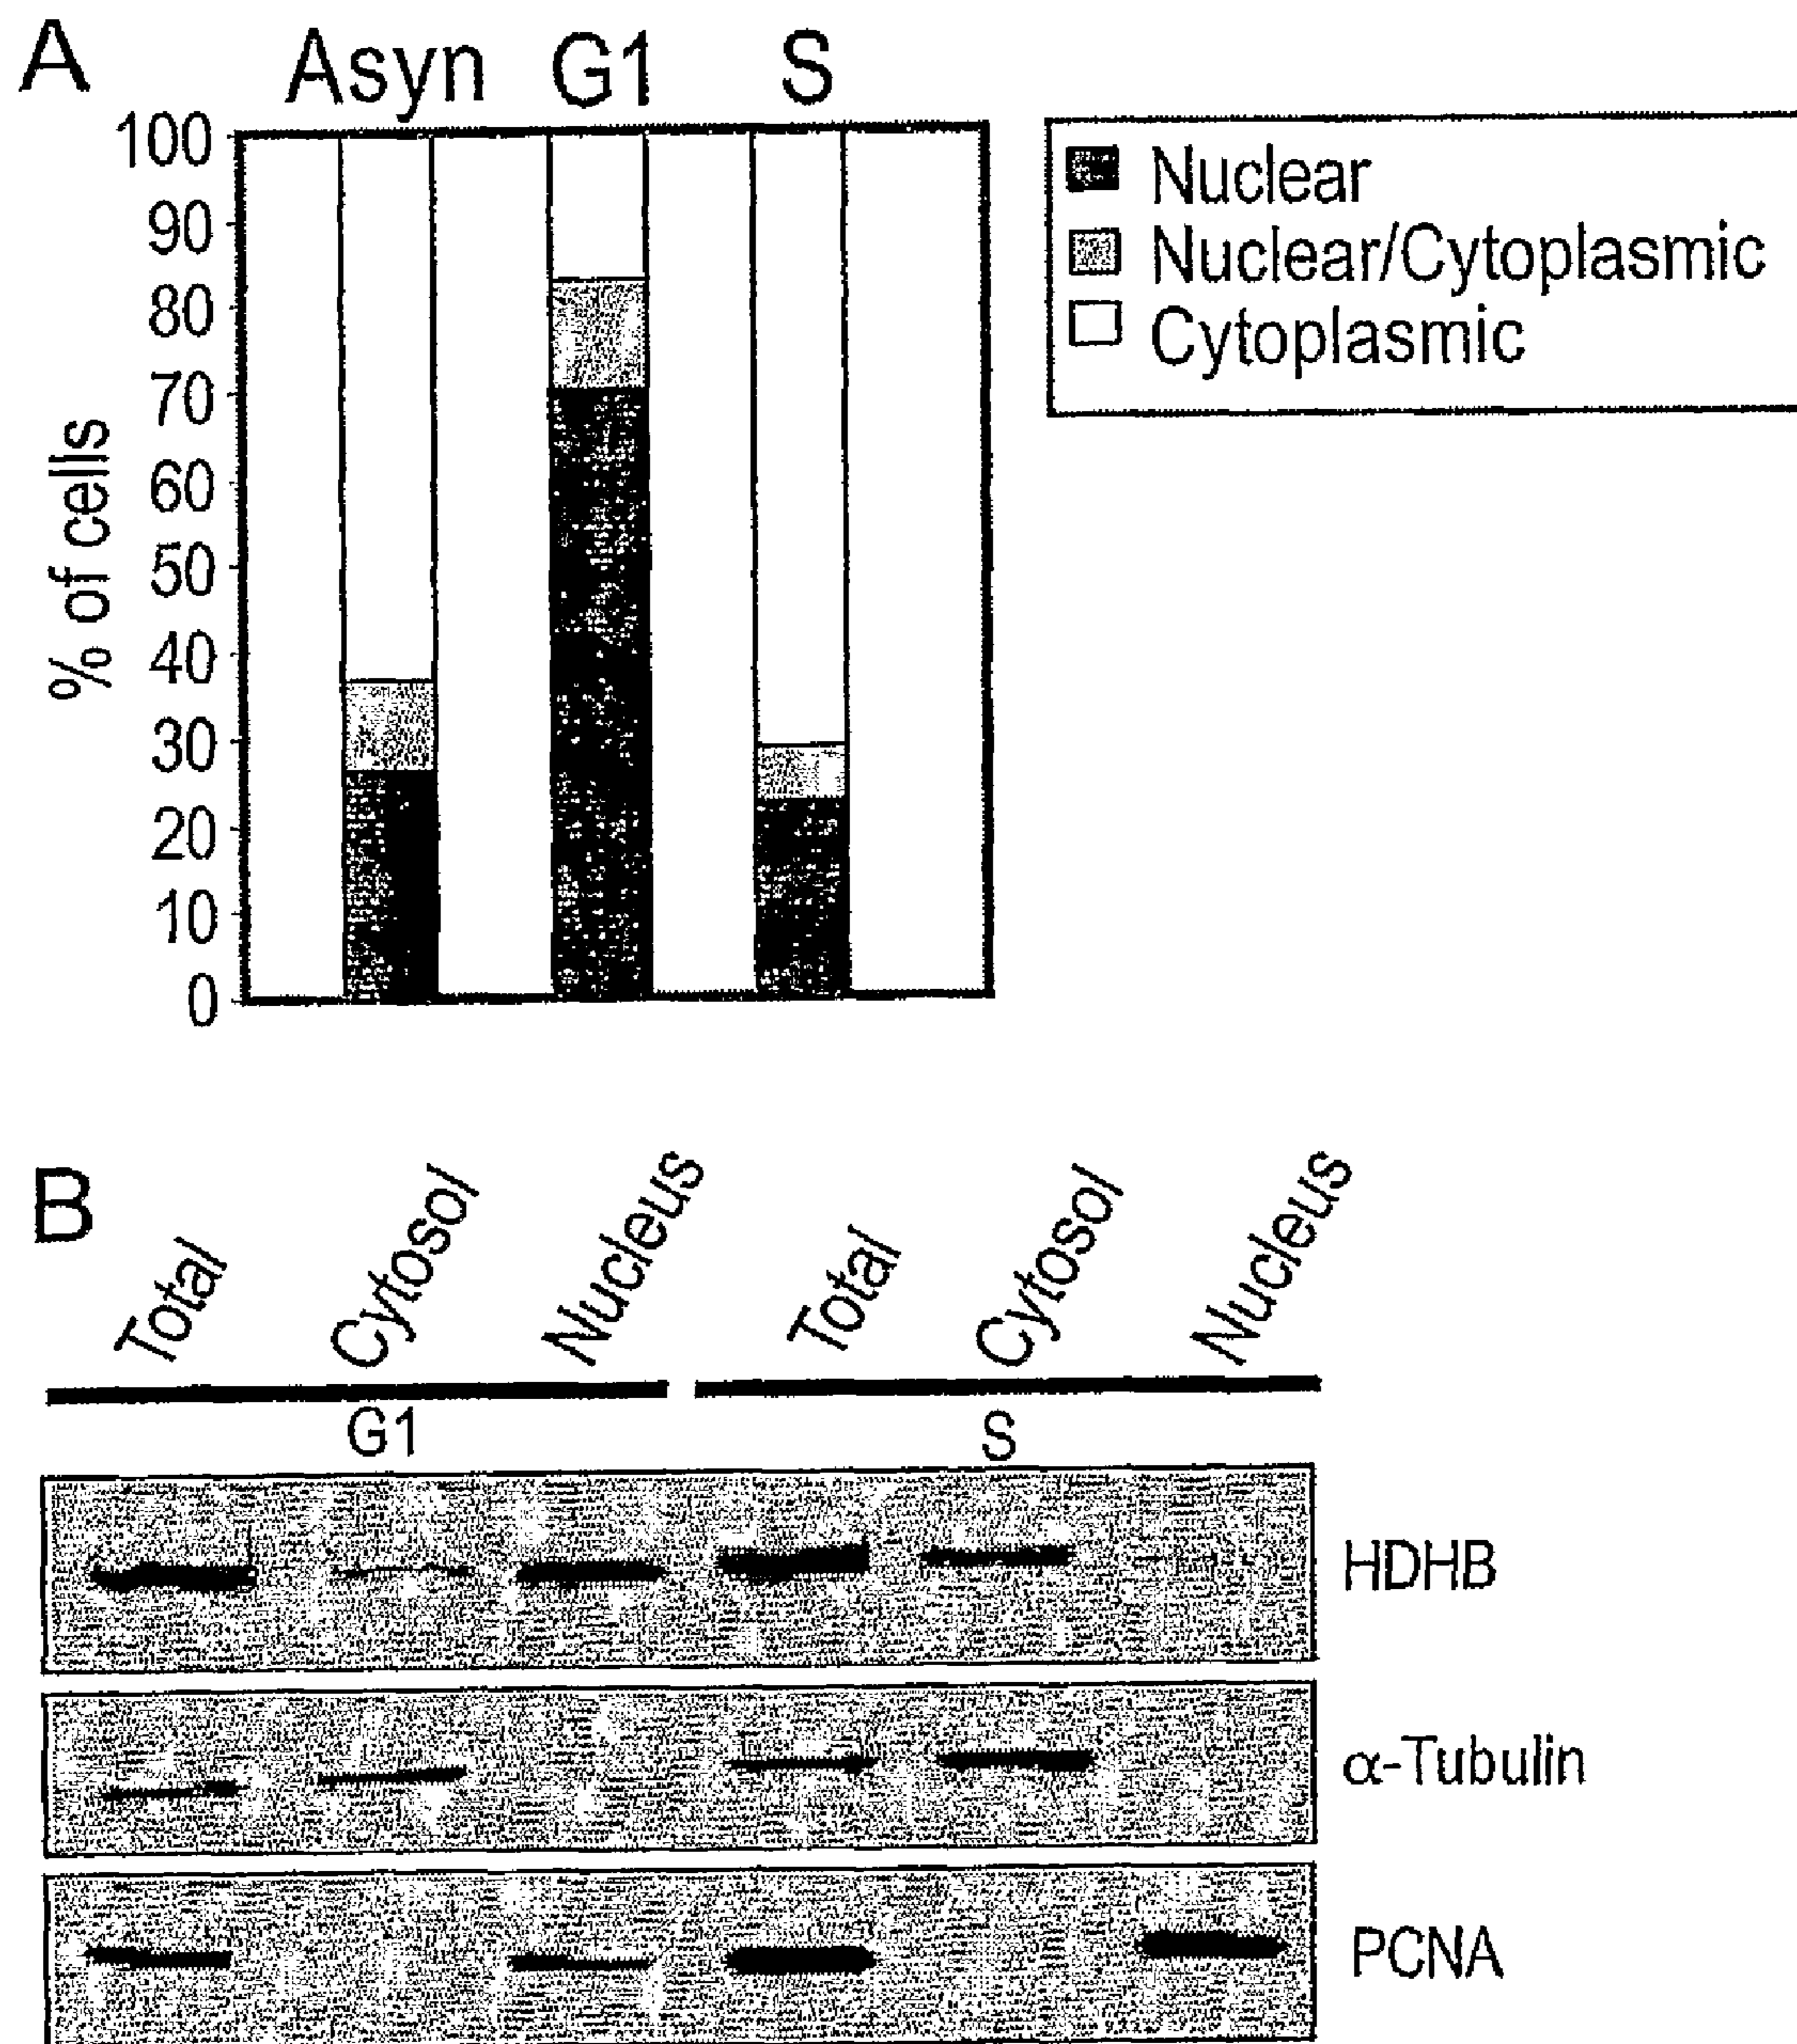 A
Asyn G1 S
100
90
80
70
60
50
40
30
20
10
0
% of cells
Nuclear
Nuclear/Cytoplasmic
Cytoplasmic
B
Total Cytosol Nucleus Total Cytosol Nucleus
G1 S
HDHB
α-Tubulin
PCNA